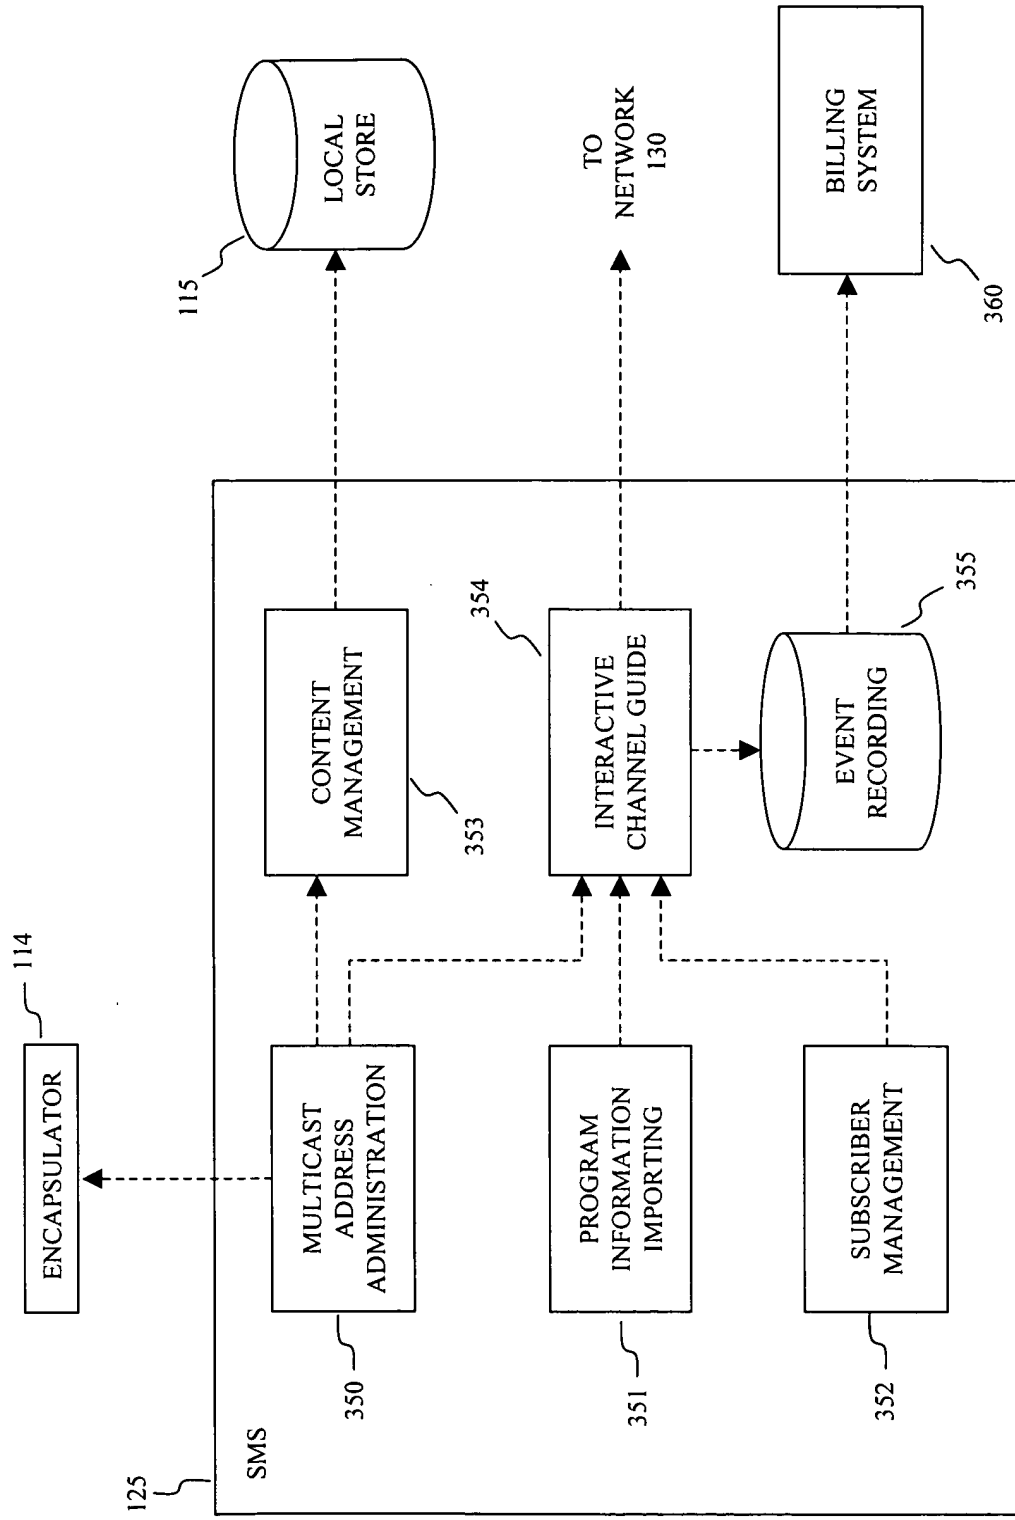 ENCAPSULATOR
114
125
SMS
MULTICAST
ADDRESS
ADMINISTRATION
350
CONTENT
MANAGEMENT
353
LOCAL
STORE
115
PROGRAM
INFORMATION
IMPORTING
351
INTERACTIVE
CHANNEL GUIDE
354
TO
NETWORK
130
SUBSCRIBER
MANAGEMENT
352
EVENT
RECORDING
355
BILLING
SYSTEM
360